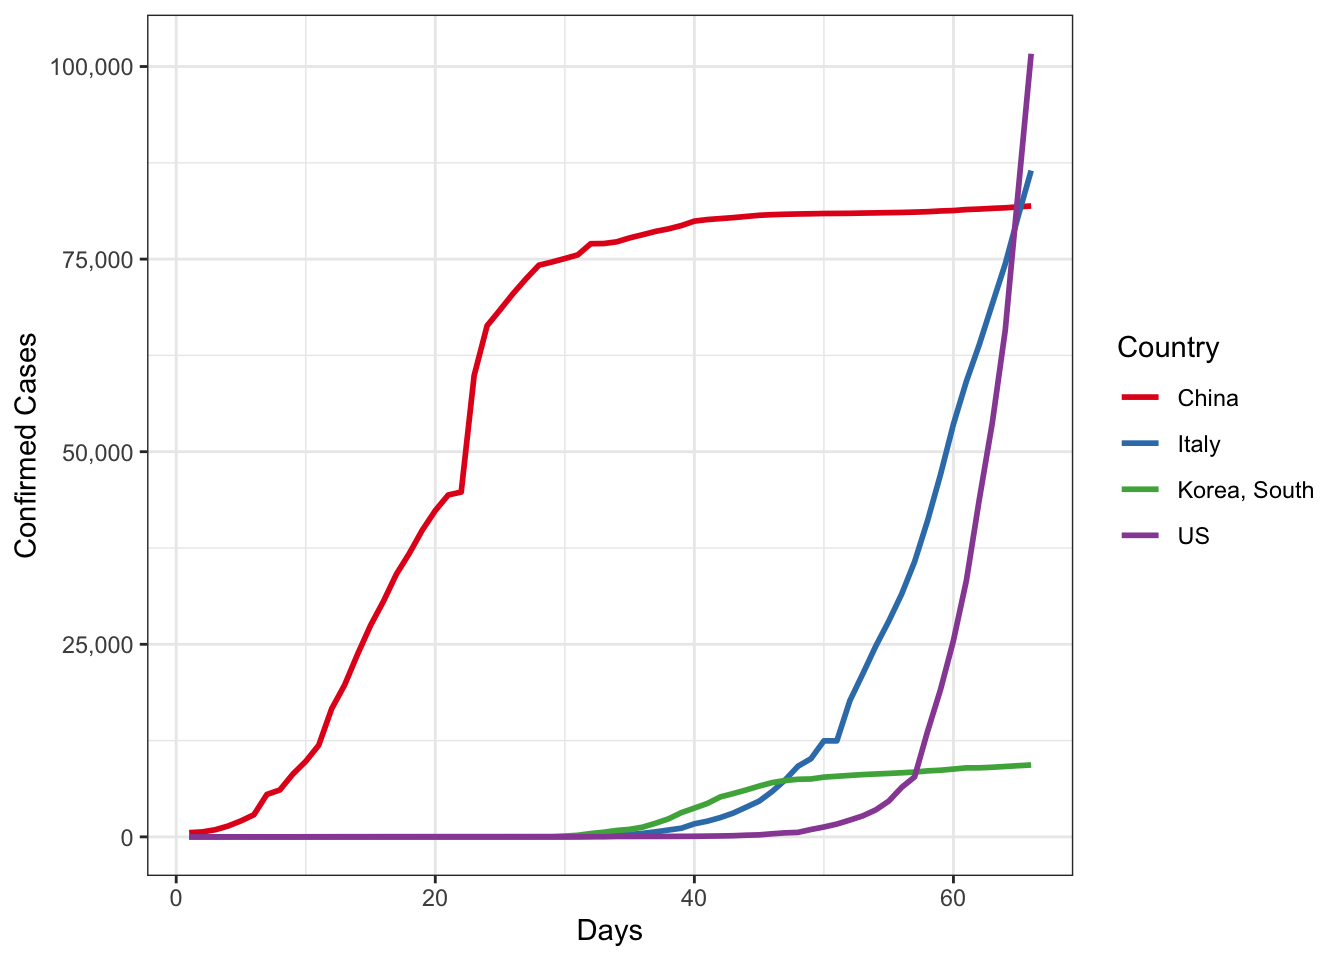 100,000
75,000
50,000
25,000
0
Confirmed Cases
0 20 40 60
Days
Country
China
Italy
Korea, South
US